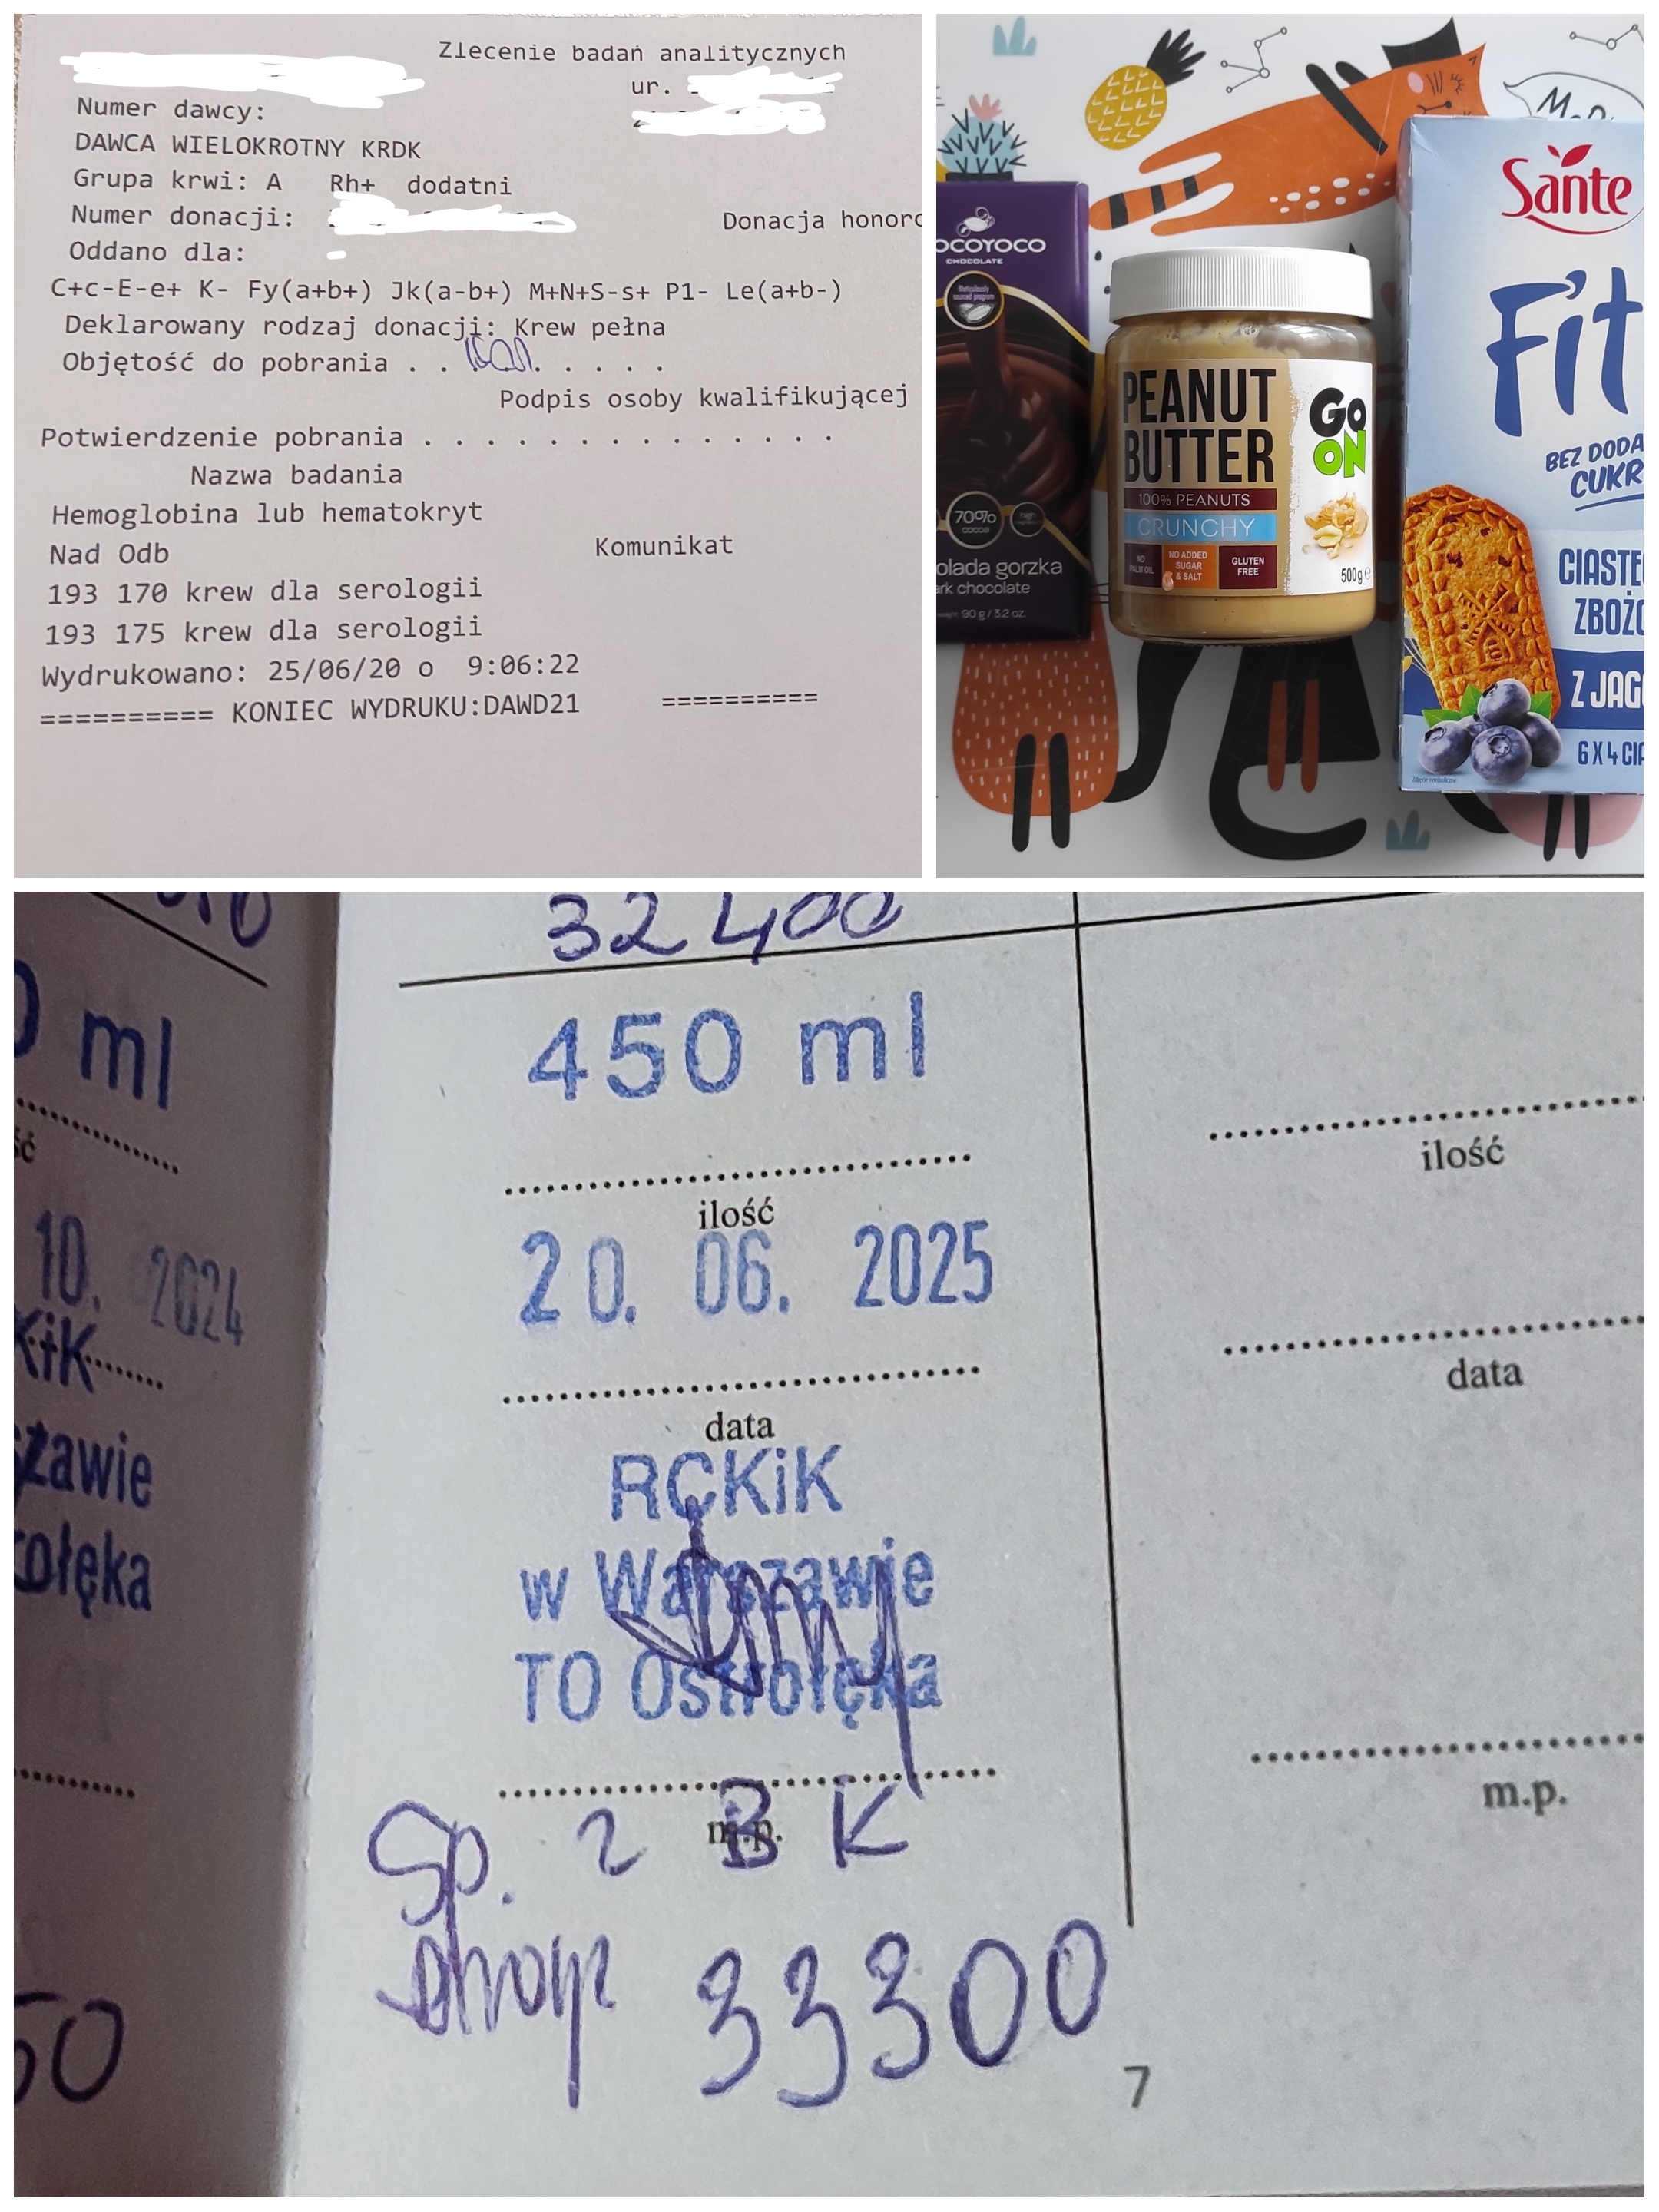 Zlecenie badań analitycznych
ur.
Numer dawcy:
DAWCA WIELOKROTNY KRDK
Grupa krwi: A Rh+ dodatni
Numer donacji: Donacja honoro
Oddano dla:
C+c-E-e+ K- Fy(a+b+) Jk(a-b+) M+N+S-s+ P1- Le(a+b-)
Deklarowany rodzaj donacji: Krew pełna
Objętość do pobrania . . . . . . .
Podpis osoby kwalifikującej
Potwierdzenie pobrania . . . . . . . . . . . . . .
Nazwa badania
Hemoglobina lub hematokryt
Nad Odb Komunikat
193 170 krew dla serologii
193 175 krew dla serologii
Wydrukowano: 25/06/20 o 9:06:22
========== KONIEC WYDRUKU:DAWD21 ==========
OCOYOCO
CHOCOLATE
70%
COCOA
olada gorzka
ark chocolate
90 g / 3.2 oz.
PEANUT
BUTTER
GO
ON
100% PEANUTS
CRUNCHY
NO
PALM OIL
NO ADDED
SUGAR
& SALT
GLUTEN
FREE
500g e
Sante
Fit
BEZ DODA
CUKR
CIASTE
ZBOŻO
Z JAG
6 X 4 CIA
Zdjęcie symboliczne
32 400
450 ml
ilość
20. 06. 2025
data
RCKiK
w Warszawie
TO Ostrołęka
m.p.
Sp. 2 B K
33300
7
ml
ść
10. 2024
KiK
szawie
ołęka
50
ilość
data
m.p.